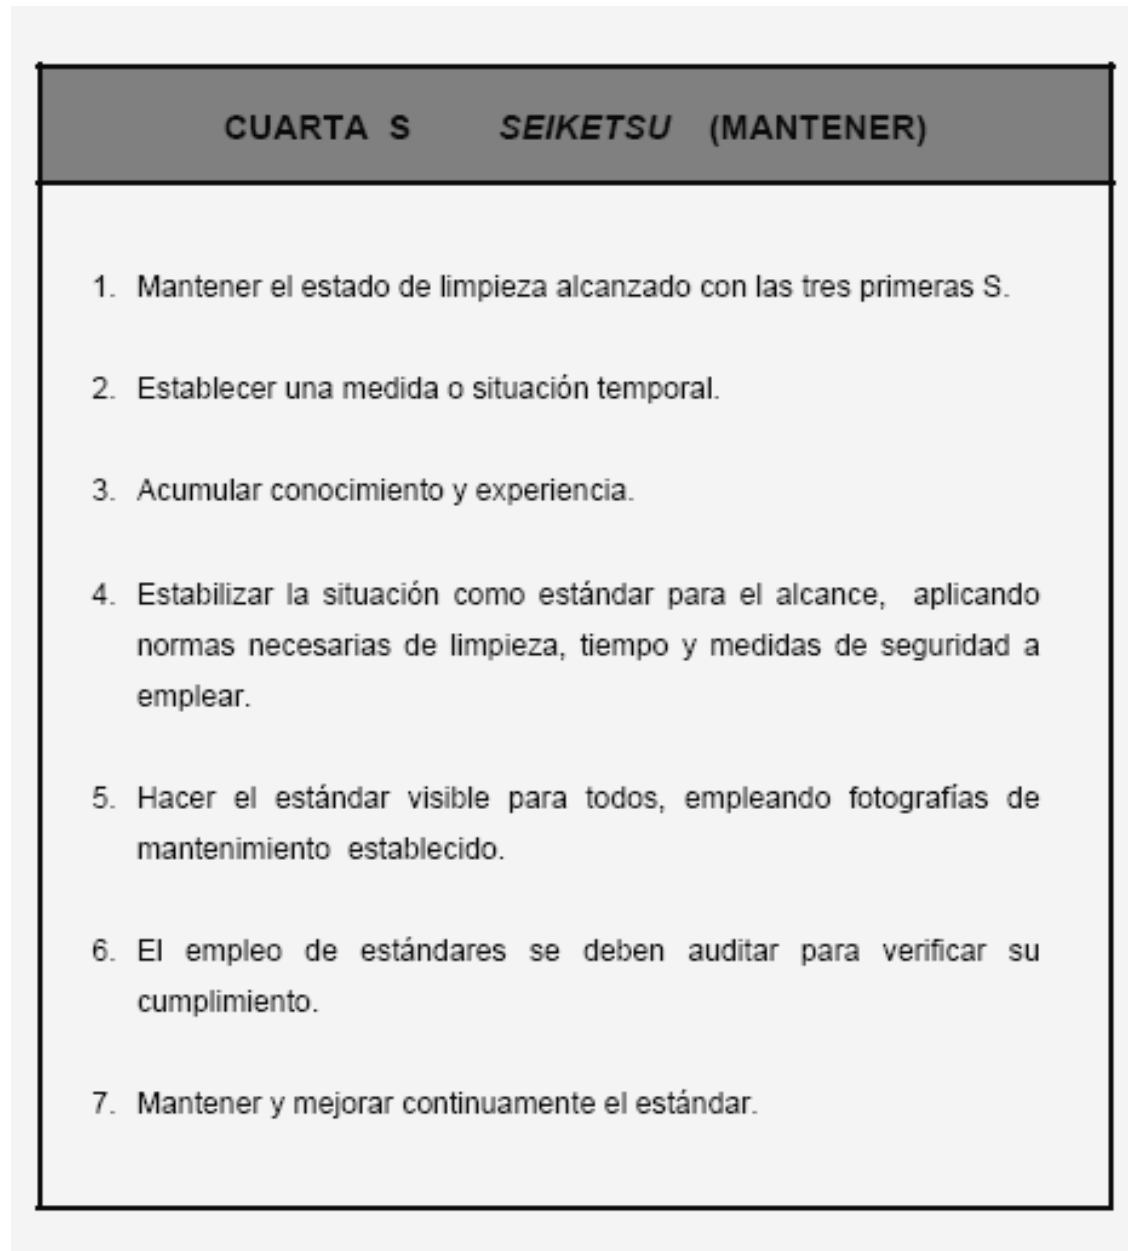 CUARTA S SEIKETSU (MANTENER)
1. Mantener el estado de limpieza alcanzado con las tres primeras S.
2. Establecer una medida o situación temporal.
3. Acumular conocimiento y experiencia.
4. Estabilizar la situación como estándar para el alcance, aplicando
normas necesarias de limpieza, tiempo y medidas de seguridad a
emplear.
5. Hacer el estándar visible para todos, empleando fotografías de
mantenimiento establecido.
6. El empleo de estándares se deben auditar para verificar su
cumplimiento.
7. Mantener y mejorar continuamente el estándar.